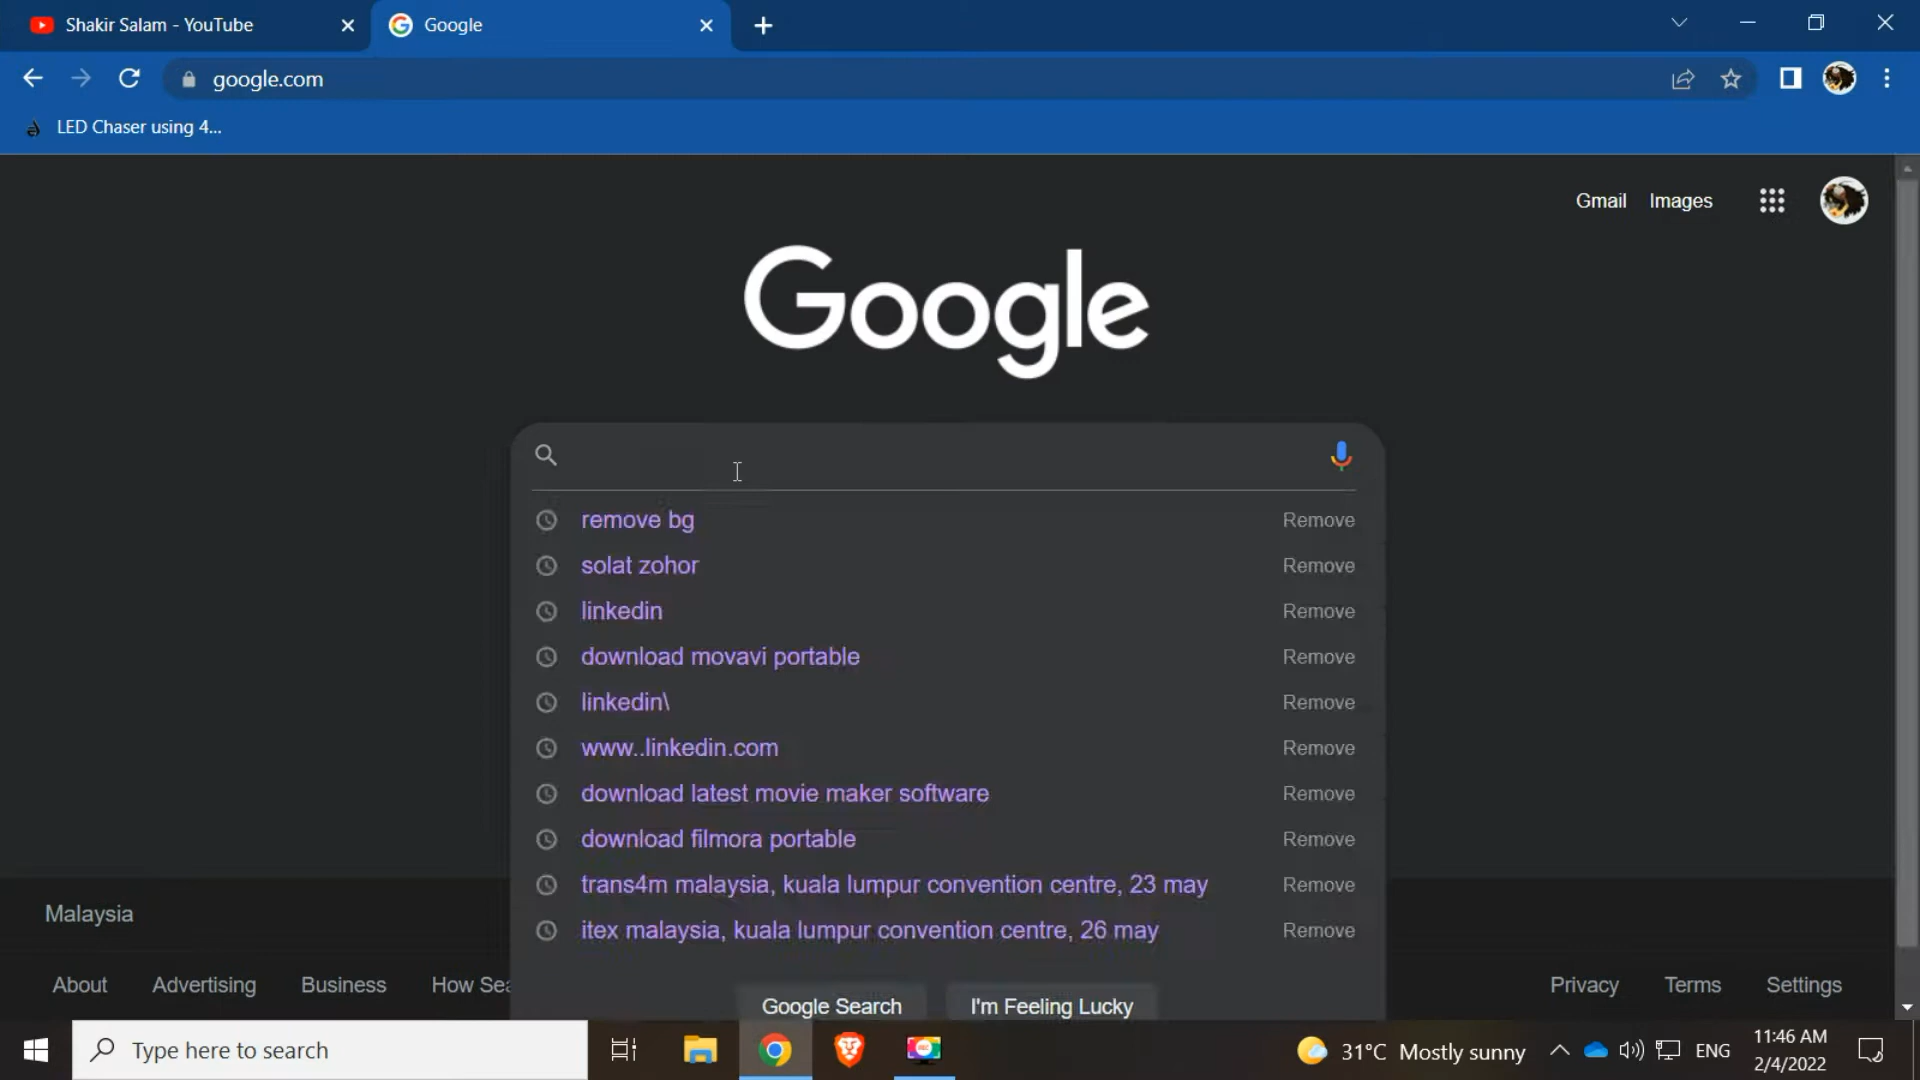 Shakir Salam - YouTube
Google
google.com
LED Chaser using 4...
Gmail Images
Google
remove bg Remove
solat zohor Remove
linkedin Remove
download movavi portable Remove
linkedin\ Remove
www..linkedin.com Remove
download latest movie maker software Remove
download filmora portable Remove
trans4m malaysia, kuala lumpur convention centre, 23 may Remove
itex malaysia, kuala lumpur convention centre, 26 may Remove
Malaysia
About Advertising Business How Sea
Privacy Terms Settings
Google Search I'm Feeling Lucky
Type here to search
31°C Mostly sunny
ENG
11:46 AM
2/4/2022